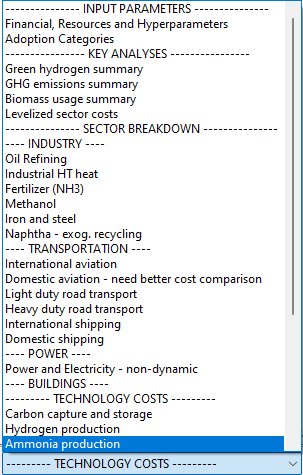 --------------- INPUT PARAMETERS ---------------
Financial, Resources and Hyperparameters
Adoption Categories
---------------- KEY ANALYSES ----------------
Green hydrogen summary
GHG emissions summary
Biomass usage summary
Levelized sector costs
--------------- SECTOR BREAKDOWN ---------------
---- INDUSTRY ----
Oil Refining
Industrial HT heat
Fertilizer (NH3)
Methanol
Iron and steel
Naphtha - exog. recycling
---- TRANSPORTATION ----
International aviation
Domestic aviation - need better cost comparison
Light duty road transport
Heavy duty road transport
International shipping
Domestic shipping
---- POWER ----
Power and Electricity - non-dynamic
---- BUILDINGS ----
--------- TECHNOLOGY COSTS ---------
Carbon capture and storage
Hydrogen production
Ammonia production
--------- TECHNOLOGY COSTS ---------